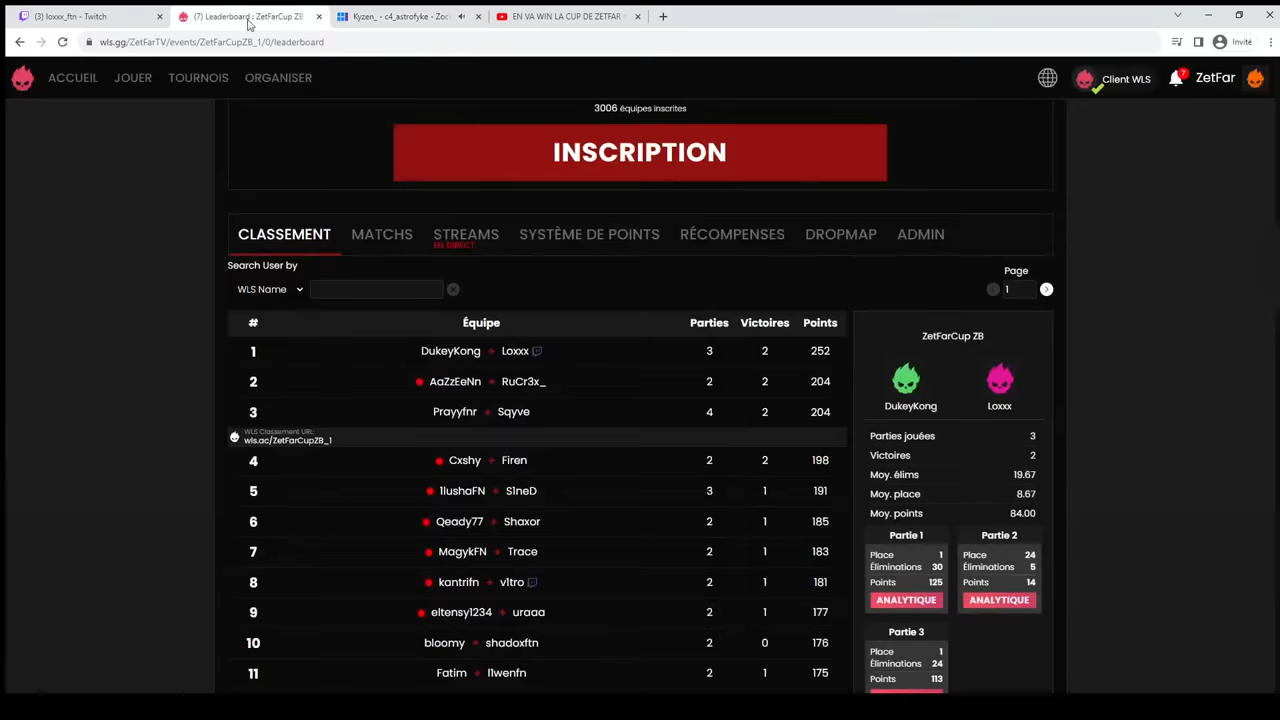 (3) loxxx_ftn - Twitch
(7) Leaderboard : ZetFarCup ZB
Kyzen_ - c4_astrofyke - Zoc
EN VA WIN LA CUP DE ZETFAR
wls.gg/ZetFarTV/events/ZetFarCupZB_1/0/leaderboard
Invité
ACCUEIL JOUER TOURNOIS ORGANISER
Client WLS
7
ZetFar
3006 équipes inscrites
INSCRIPTION
CLASSEMENT MATCHS STREAMS SYSTÈME DE POINTS RÉCOMPENSES DROPMAP ADMIN
EN DIRECT
Search User by
Page
WLS Name
1
# Équipe Parties Victoires Points
1 DukeyKong Loxxx 3 2 252
2 AaZzEeNn RuCr3x_ 2 2 204
3 Prayyfnr Sqyve 4 2 204
WLS Classement URL:
wls.ac/ZetFarCupZB_1
4 Cxshy Firen 2 2 198
5 1lushaFN S1neD 3 1 191
6 Qeady77 Shaxor 2 1 185
7 MagykFN Trace 2 1 183
8 kantrifn v1tro 2 1 181
9 eltensy1234 uraaa 2 1 177
10 bloomy shadoxftn 2 0 176
11 Fatim l1wenfn 2 1 175
ZetFarCup ZB
DukeyKong Loxxx
Parties jouées 3
Victoires 2
Moy. élims 19.67
Moy. place 8.67
Moy. points 84.00
Partie 1
Place 1
Éliminations 30
Points 125
ANALYTIQUE
Partie 2
Place 24
Éliminations 5
Points 14
ANALYTIQUE
Partie 3
Place 1
Éliminations 24
Points 113